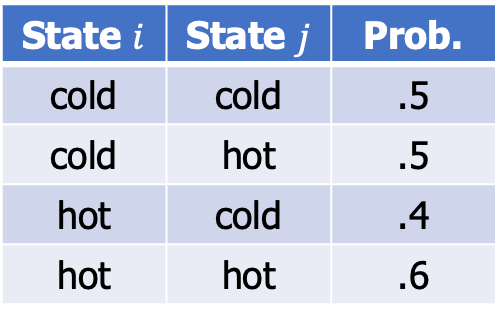 State i State j Prob.
cold cold .5
cold hot .5
hot cold .4
hot hot .6